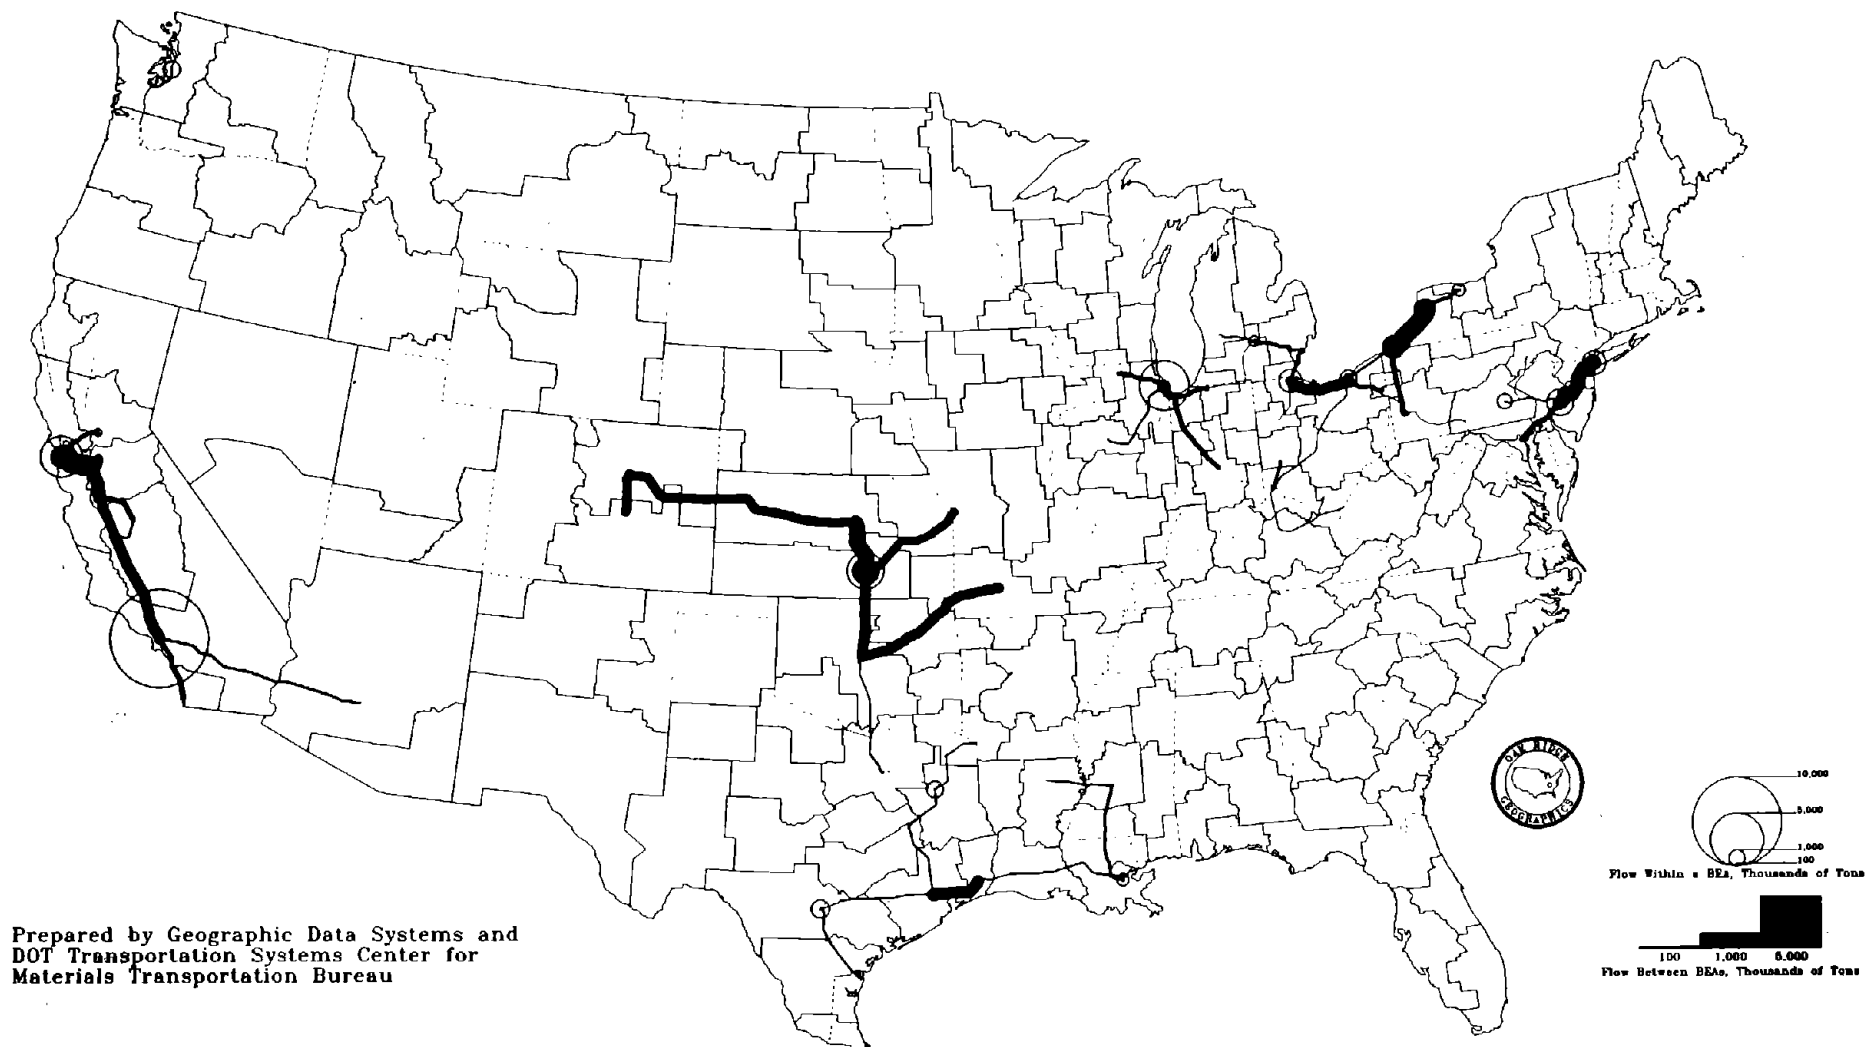 OAK RIDGE
GEOGRAPHICS
10,000
5,000
1,000
100
Flow Within a BEA, Thousands of Tons
100 1,000 5,000
Flow Between BEAs, Thousands of Tons
Prepared by Geographic Data Systems and
DOT Transportation Systems Center for
Materials Transportation Bureau